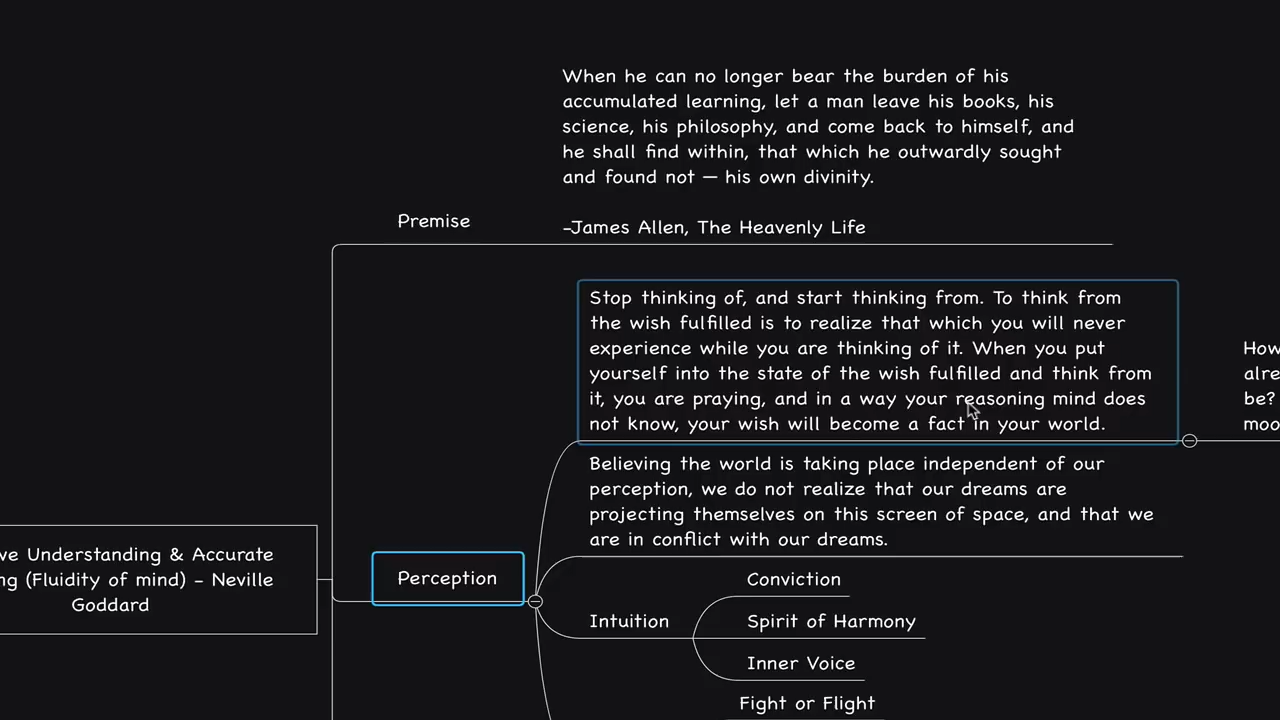 When he can no longer bear the burden of his
accumulated learning, let a man leave his books, his
science, his philosophy, and come back to himself, and
he shall find within, that which he outwardly sought
and found not — his own divinity.
Premise
–James Allen, The Heavenly Life
Stop thinking of, and start thinking from. To think from
the wish fulfilled is to realize that which you will never
experience while you are thinking of it. When you put
yourself into the state of the wish fulfilled and think from
it, you are praying, and in a way your reasoning mind does
not know, your wish will become a fact in your world.
How
be?
Believing the world is taking place independent of our
perception, we do not realize that our dreams are
projecting themselves on this screen of space, and that we
are in conflict with our dreams.
Understanding & Accurate
(Fluidity of mind) – Neville
Goddard
Perception
Conviction
Intuition
Spirit of Harmony
Inner Voice
Fight or Flight